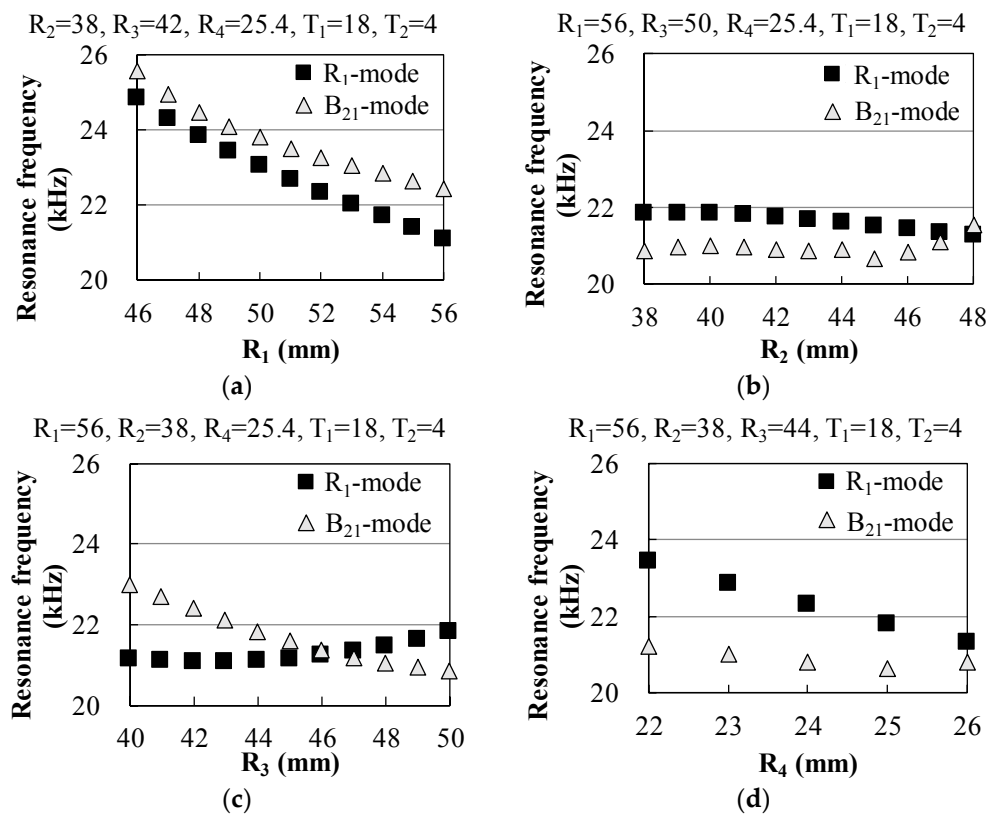 R₂=38, R₃=42, R₄=25.4, T₁=18, T₂=4
Resonance frequency
(kHz)
26
24
22
20
R₁-mode
B₂₁-mode
46 48 50 52 54 56
R₁ (mm)
(a)
R₁=56, R₃=50, R₄=25.4, T₁=18, T₂=4
Resonance frequency
(kHz)
26
24
22
20
R₁-mode
B₂₁-mode
38 40 42 44 46 48
R₂ (mm)
(b)
R₁=56, R₂=38, R₄=25.4, T₁=18, T₂=4
Resonance frequency
(kHz)
26
24
22
20
R₁-mode
B₂₁-mode
40 42 44 46 48 50
R₃ (mm)
(c)
R₁=56, R₂=38, R₃=44, T₁=18, T₂=4
Resonance frequency
(kHz)
26
24
22
20
R₁-mode
B₂₁-mode
22 23 24 25 26
R₄ (mm)
(d)